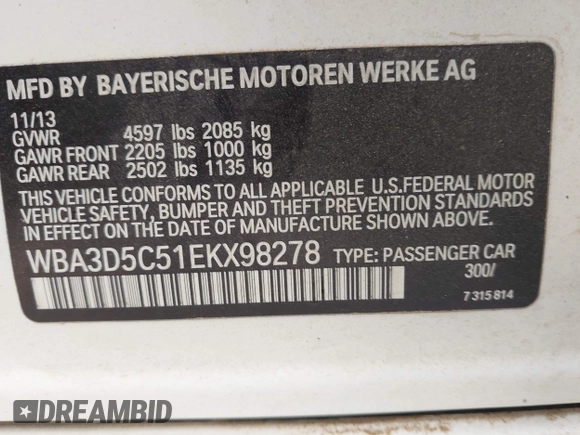 MFD BY BAYERISCHE MOTOREN WERKE AG
11/13
GVWR 4597 lbs 2085 kg
GAWR FRONT 2205 lbs 1000 kg
GAWR REAR 2502 lbs 1135 kg
THIS VEHICLE CONFORMS TO ALL APPLICABLE U.S.FEDERAL MOTOR
VEHICLE SAFETY, BUMPER AND THEFT PREVENTION STANDARDS
IN EFFECT ON THE DATE OF MANUFACTURE SHOWN ABOVE.
WBA3D5C51EKX98278 TYPE: PASSENGER CAR
300/
7 315 814
DREAMBID